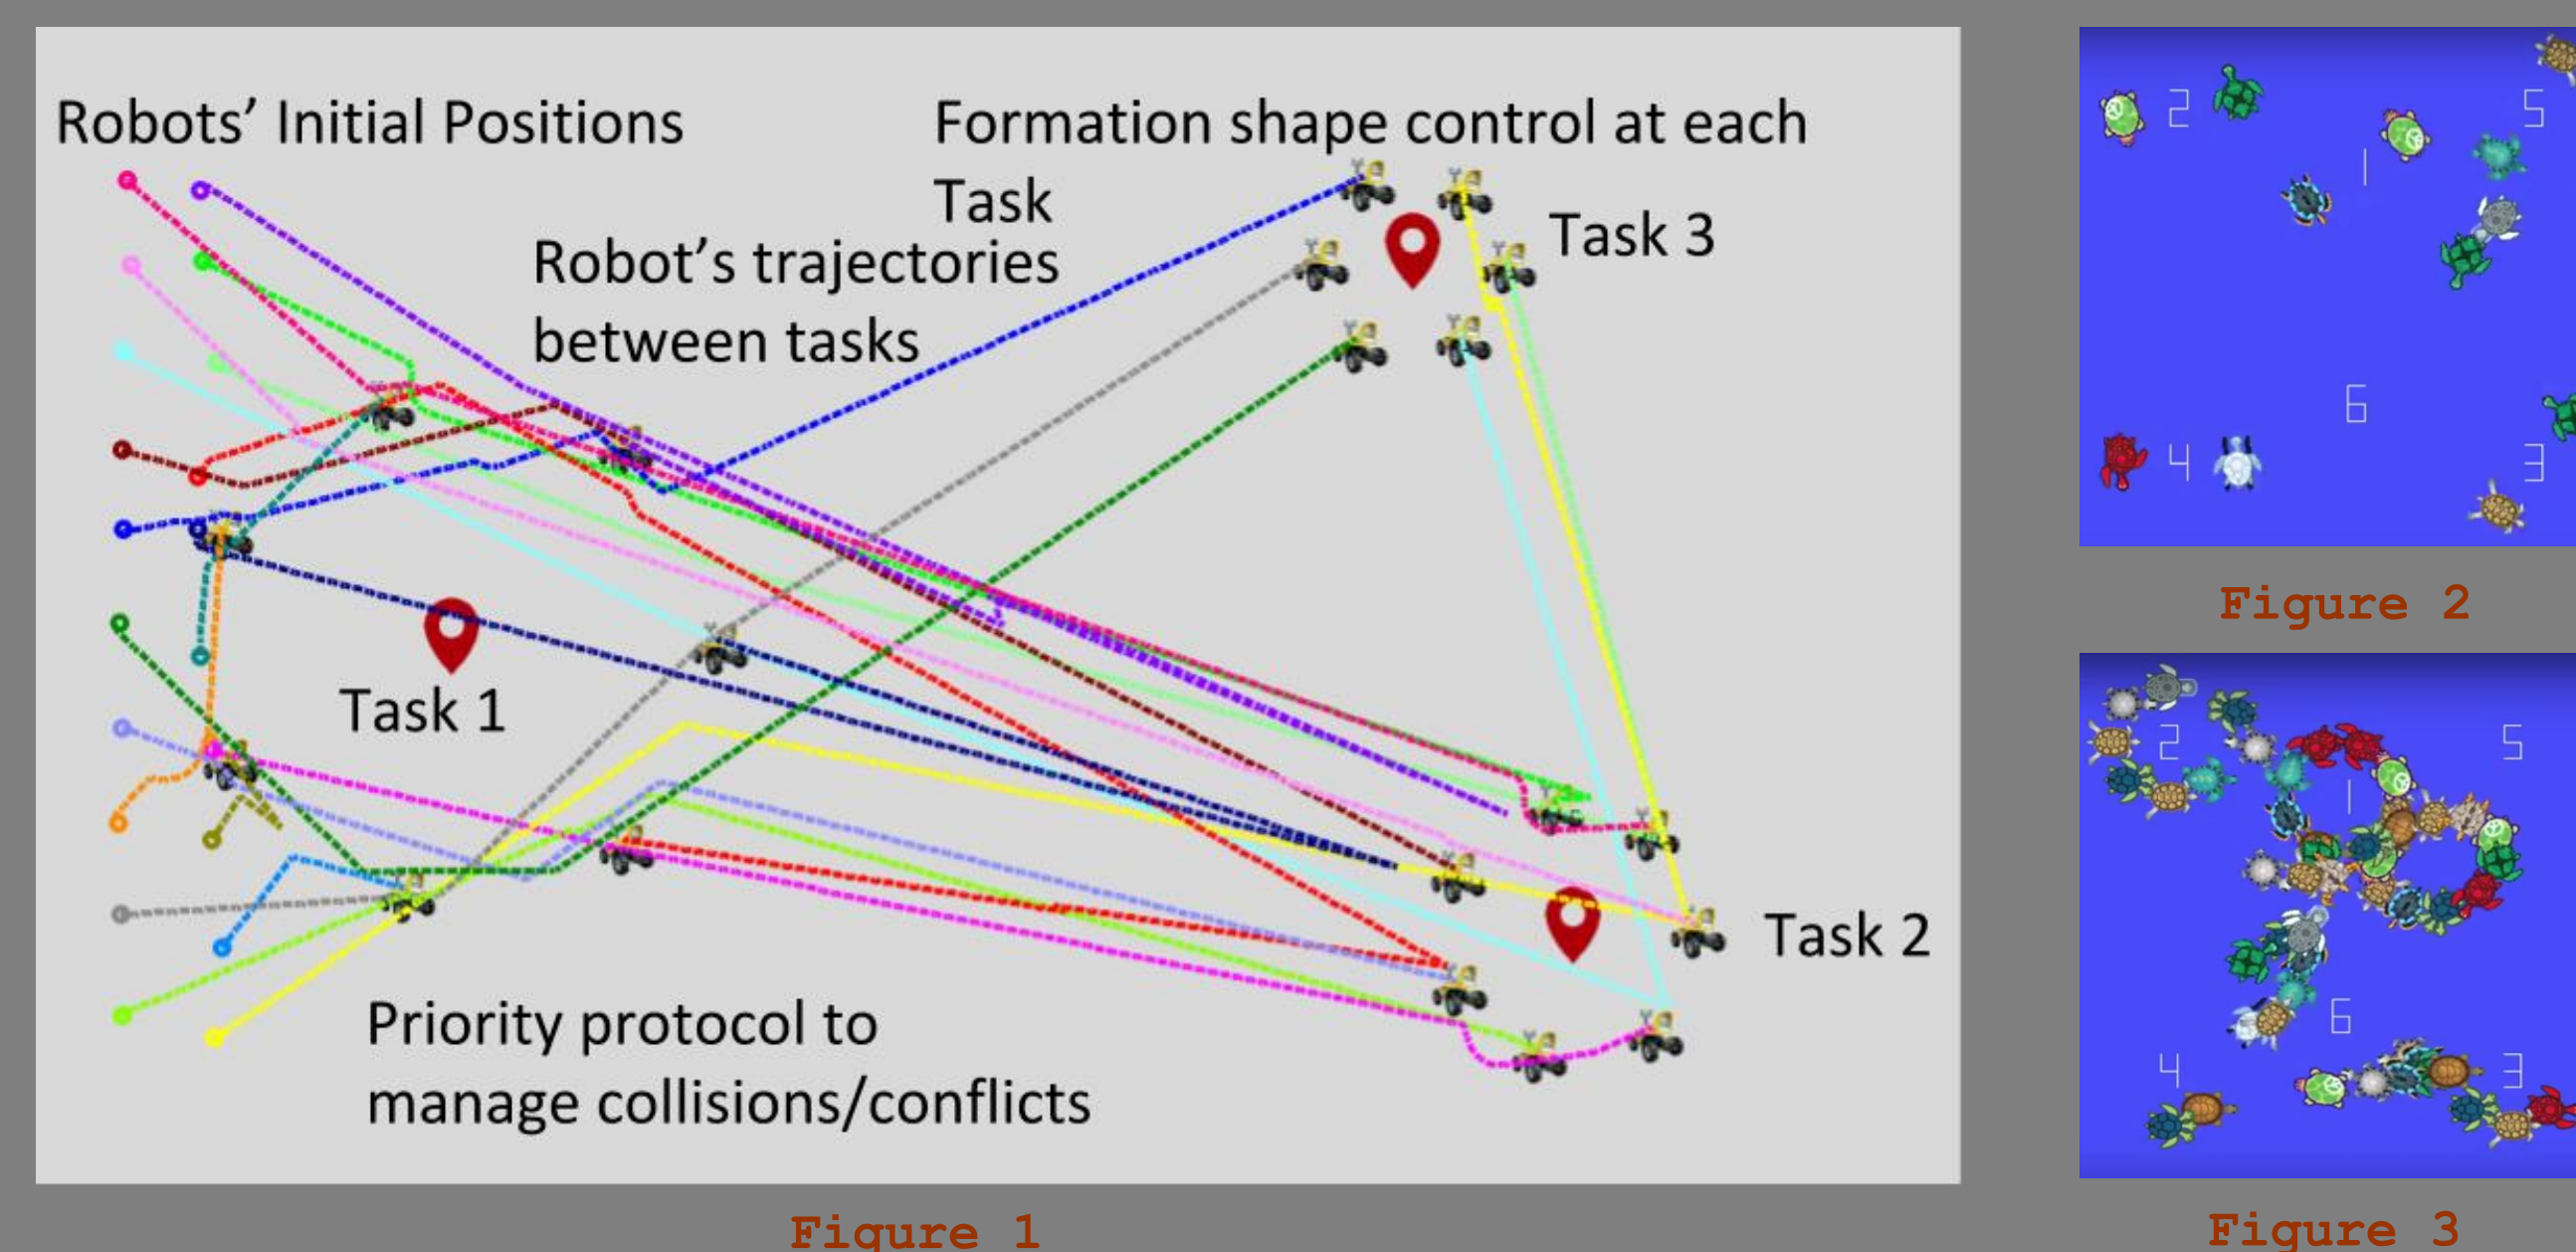 Robots’ Initial Positions
Formation shape control at each
Task
Robot’s trajectories
between tasks
Task 3
Task 1
Task 2
Priority protocol to
manage collisions/conflicts
Figure 1
2
5
1
6
4
3
Figure 2
2
5
1
6
4
3
Figure 3